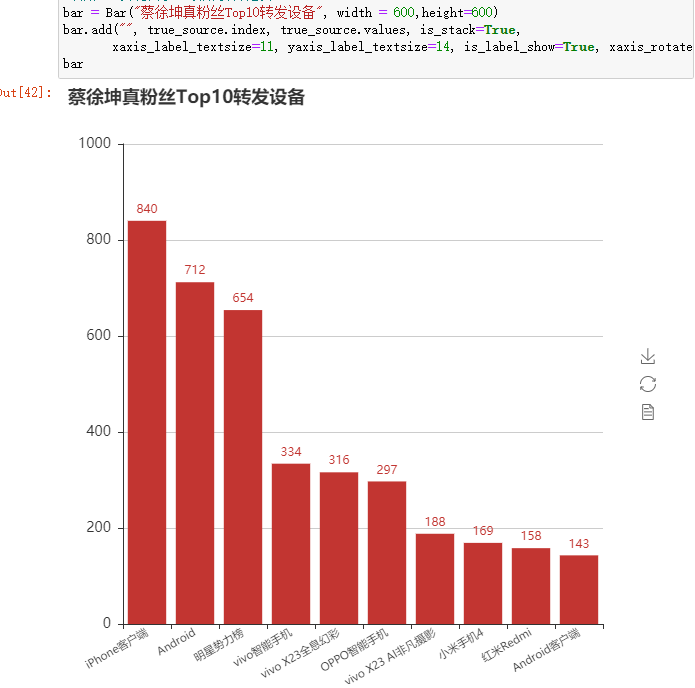 bar = Bar("蔡徐坤真粉丝Top10转发设备", width = 600,height=600)
bar.add("", true_source.index, true_source.values, is_stack=True,
xaxis_label_textsize=11, yaxis_label_textsize=14, is_label_show=True, xaxis_rotate
bar
Out[42]:
蔡徐坤真粉丝Top10转发设备
1000
800
600
400
200
0
840
712
654
334
316
297
188
169
158
143
iPhone客户端
Android
明星势力榜
vivo智能手机
vivo X23全息幻彩
OPPO智能手机
vivo X23 AI非凡摄影
小米手机4
红米Redmi
Android客户端